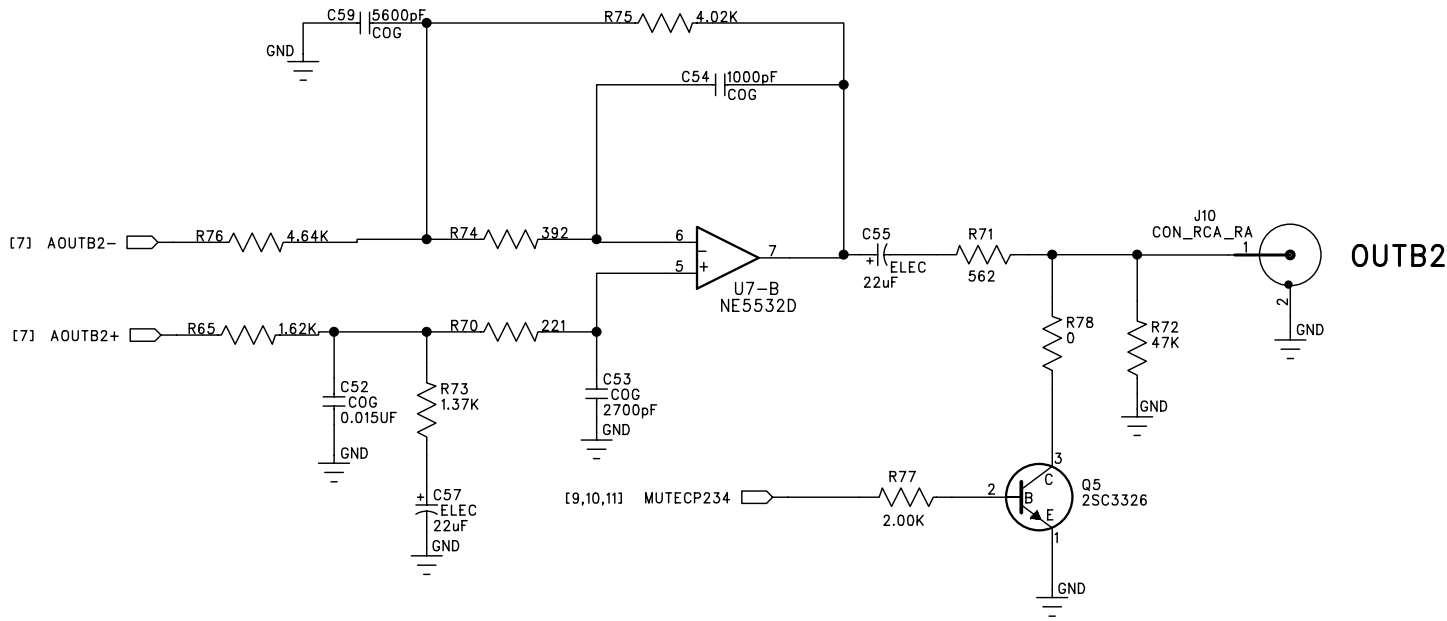 C59 5600pF
COG
GND
R75 4.02K
C54 1000pF
COG
[7] AOUTB2-
R76 4.64K
R74 392
6
−
5
+
7
U7-B
NE5532D
C55
+
ELEC
22uF
R71
562
J10
CON_RCA_RA
1
2
GND
OUTB2
[7] AOUTB2+
R65 1.62K
R70 221
C52
COG
0.015UF
GND
R73
1.37K
C53
COG
2700pF
GND
+
C57
ELEC
22uF
GND
R78
0
R72
47K
GND
[9,10,11] MUTECP234
R77
2.00K
2
B
3
C
E
1
Q5
2SC3326
GND